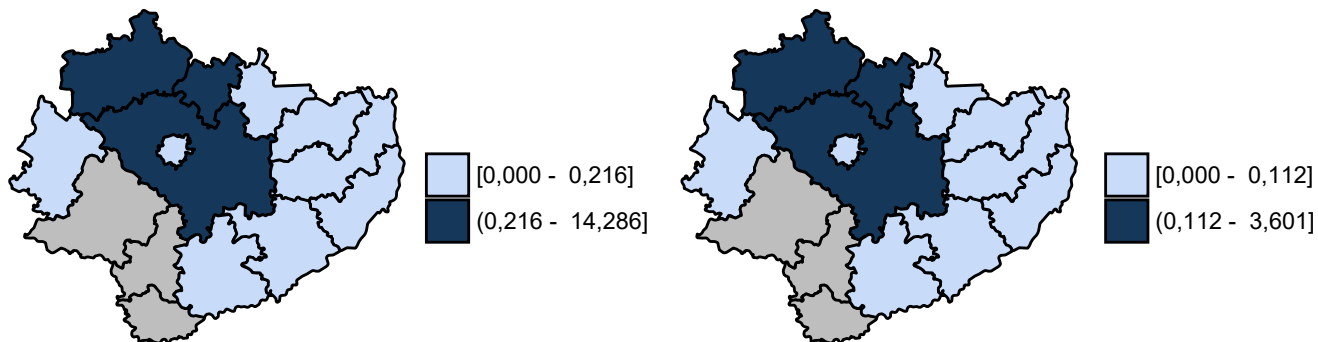 [0,000 -  0,216]
(0,216 -  14,286]
[0,000 -  0,112]
(0,112 -  3,601]